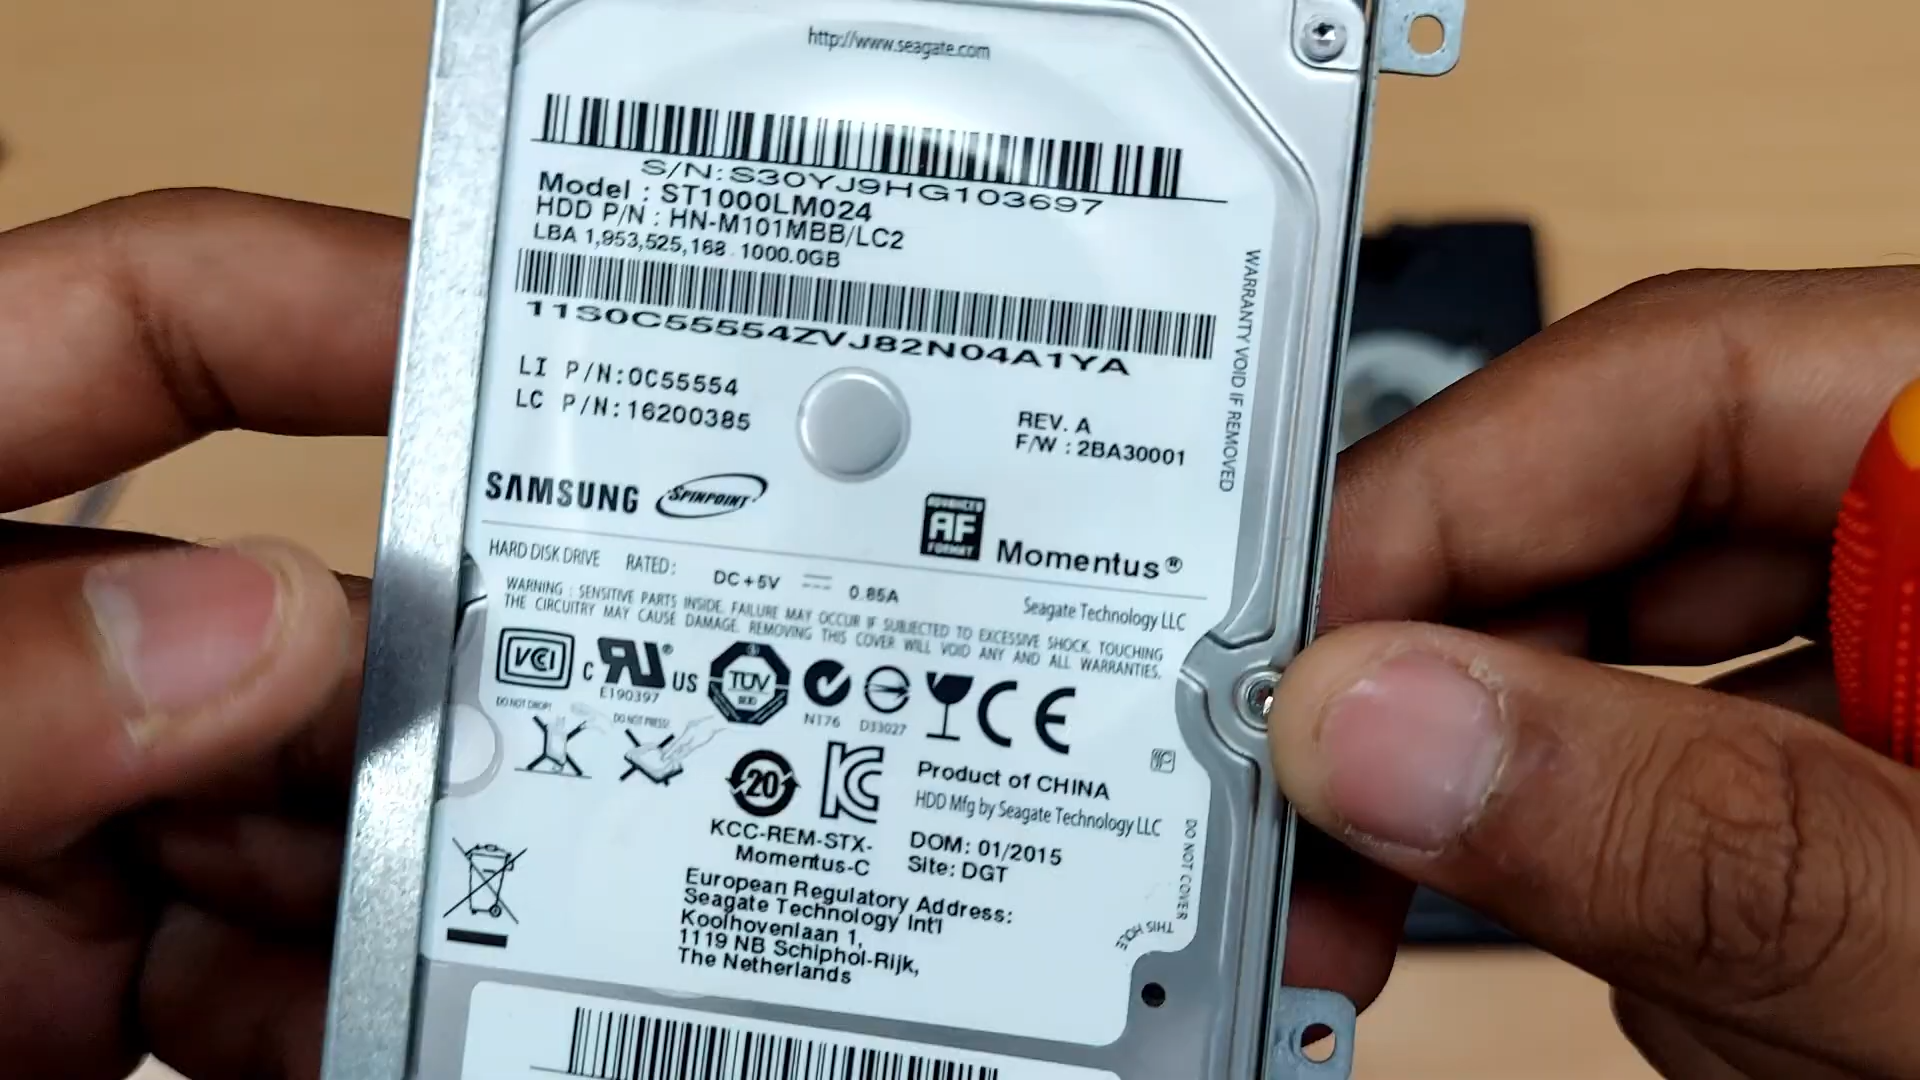 http://www.seagate.com
S/N:S30YJ9HG103697
Model : ST1000LM024
HDD P/N : HN-M101MBB/LC2
LBA 1,953,525,168 1000.0GB
11S0C55554ZVJ82N04A1YA
LI P/N:0C55554
LC P/N:16200385
REV. A
F/W : 2BA30001
WARRANTY VOID IF REMOVED
SAMSUNG SPINPOINT
ADVANCED
AF
FORMAT
Momentus®
HARD DISK DRIVE RATED: DC+5V 0.85A
Seagate Technology LLC
WARNING : SENSITIVE PARTS INSIDE. FAILURE MAY OCCUR IF SUBJECTED TO EXCESSIVE SHOCK. TOUCHING
THE CIRCUITRY MAY CAUSE DAMAGE. REMOVING THIS COVER WILL VOID ANY AND ALL WARRANTIES.
VCI
C RU® US
E190397
TUV
N176
D33027
CE
DO NOT DROP!
DO NOT PRESS!
20
KC
Product of CHINA
HDD Mfg by Seagate Technology LLC
KCC-REM-STX-
Momentus-C
DOM: 01/2015
Site: DGT
European Regulatory Address:
Seagate Technology Int'l
Koolhovenlaan 1,
1119 NB Schiphol-Rijk,
The Netherlands
DO NOT COVER
THIS HOLE